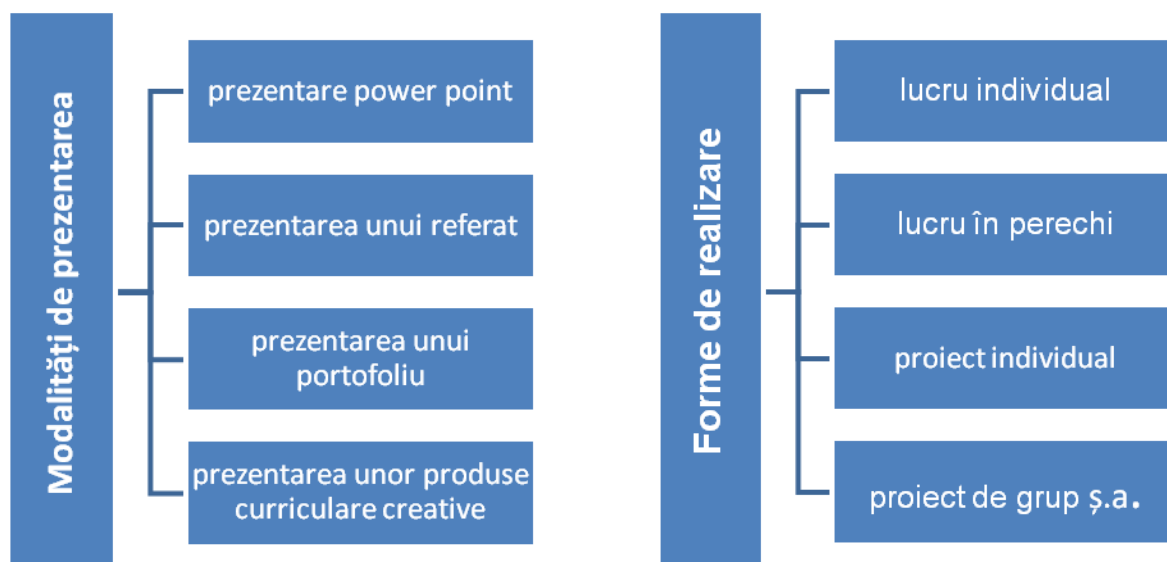 Modalități de prezentarea
prezentare power point
prezentarea unui referat
prezentarea unui
portofoliu
prezentarea unor produse
curriculare creative
Forme de realizare
lucru individual
lucru în perechi
proiect individual
proiect de grup ș.a.